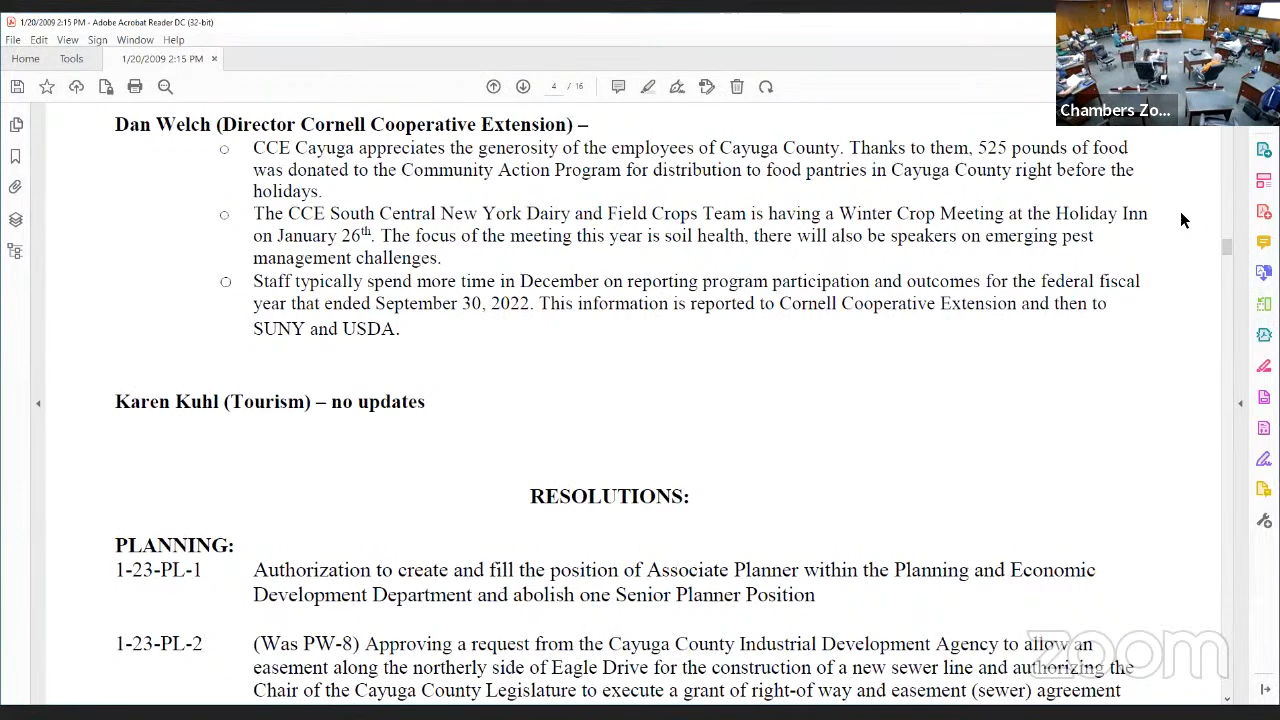 1/20/2009 2:15 PM - Adobe Acrobat Reader DC (32-bit)
File Edit View Sign Window Help
Home Tools 1/20/2009 2:15 PM ×
4 / 16
Chambers Zo...
Dan Welch (Director Cornell Cooperative Extension) –
○ CCE Cayuga appreciates the generosity of the employees of Cayuga County. Thanks to them, 525 pounds of food
was donated to the Community Action Program for distribution to food pantries in Cayuga County right before the
holidays.
○ The CCE South Central New York Dairy and Field Crops Team is having a Winter Crop Meeting at the Holiday Inn
on January 26th. The focus of the meeting this year is soil health, there will also be speakers on emerging pest
management challenges.
○ Staff typically spend more time in December on reporting program participation and outcomes for the federal fiscal
year that ended September 30, 2022. This information is reported to Cornell Cooperative Extension and then to
SUNY and USDA.
Karen Kuhl (Tourism) – no updates
RESOLUTIONS:
PLANNING:
1-23-PL-1 Authorization to create and fill the position of Associate Planner within the Planning and Economic
Development Department and abolish one Senior Planner Position
1-23-PL-2 (Was PW-8) Approving a request from the Cayuga County Industrial Development Agency to allow an
easement along the northerly side of Eagle Drive for the construction of a new sewer line and authorizing the
Chair of the Cayuga County Legislature to execute a grant of right-of way and easement (sewer) agreement
zoom